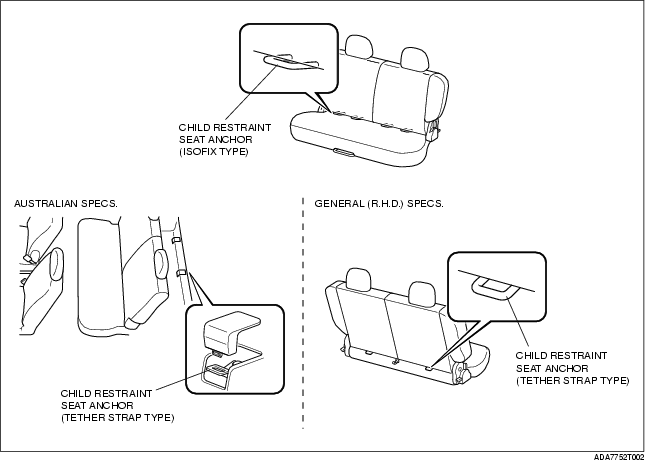 CHILD RESTRAINT
SEAT ANCHOR
(ISOFIX TYPE)
AUSTRALIAN SPECS.
GENERAL (R.H.D.) SPECS.
CHILD RESTRAINT
SEAT ANCHOR
(TETHER STRAP TYPE)
CHILD RESTRAINT
SEAT ANCHOR
(TETHER STRAP TYPE)
ADA7752T002